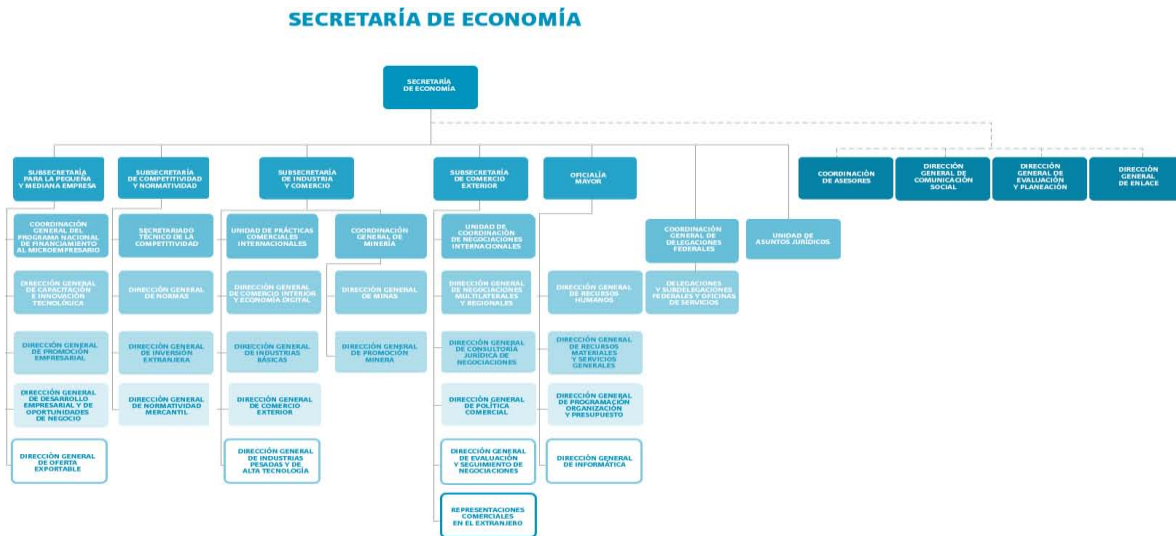 SECRETARÍA DE ECONOMÍA
SECRETARÍA
DE ECONOMÍA
SUBSECRETARÍA
PARA LA PEQUEÑA
Y MEDIANA EMPRESA
SUBSECRETARÍA
DE COMPETITIVIDAD
Y NORMATIVIDAD
SUBSECRETARÍA
DE INDUSTRIA
Y COMERCIO
SUBSECRETARÍA
DE COMERCIO
EXTERIOR
OFICIALÍA
MAYOR
COORDINACIÓN
DE ASESORES
DIRECCIÓN
GENERAL DE
COMUNICACIÓN
SOCIAL
DIRECCIÓN
GENERAL DE
EVALUACIÓN
Y PLANEACIÓN
DIRECCIÓN
GENERAL
DE ENLACE
COORDINACIÓN
GENERAL DEL
PROGRAMA NACIONAL
DE FINANCIAMIENTO
AL MICROEMPRESARIO
SECRETARIADO
TÉCNICO DE LA
COMPETITIVIDAD
UNIDAD DE PRÁCTICAS
COMERCIALES
INTERNACIONALES
COORDINACIÓN
GENERAL DE
MINERÍA
UNIDAD DE
COORDINACIÓN
DE NEGOCIACIONES
INTERNACIONALES
COORDINACIÓN
GENERAL DE
DELEGACIONES
FEDERALES
UNIDAD DE
ASUNTOS JURÍDICOS
DIRECCIÓN GENERAL
DE CAPACITACIÓN
E INNOVACIÓN
TECNOLÓGICA
DIRECCIÓN GENERAL
DE NORMAS
DIRECCIÓN GENERAL
DE COMERCIO INTERIOR
Y ECONOMÍA DIGITAL
DIRECCIÓN GENERAL
DE MINAS
DIRECCIÓN GENERAL
DE NEGOCIACIONES
MULTILATERALES
Y REGIONALES
DIRECCIÓN GENERAL
DE RECURSOS
HUMANOS
DELEGACIONES
Y SUBDELEGACIONES
FEDERALES Y OFICINAS
DE SERVICIOS
DIRECCIÓN GENERAL
DE PROMOCIÓN
EMPRESARIAL
DIRECCIÓN GENERAL
DE INVERSIÓN
EXTRANJERA
DIRECCIÓN GENERAL
DE INDUSTRIAS
BÁSICAS
DIRECCIÓN GENERAL
DE PROMOCIÓN
MINERA
DIRECCIÓN GENERAL
DE CONSULTORÍA
JURÍDICA DE
NEGOCIACIONES
DIRECCIÓN GENERAL
DE RECURSOS
MATERIALES
Y SERVICIOS
GENERALES
DIRECCIÓN GENERAL
DE DESARROLLO
EMPRESARIAL Y DE
OPORTUNIDADES
DE NEGOCIO
DIRECCIÓN GENERAL
DE NORMATIVIDAD
MERCANTIL
DIRECCIÓN GENERAL
DE COMERCIO
EXTERIOR
DIRECCIÓN GENERAL
DE POLÍTICA
COMERCIAL
DIRECCIÓN GENERAL
DE PROGRAMACIÓN
ORGANIZACIÓN
Y PRESUPUESTO
DIRECCIÓN GENERAL
DE OFERTA
EXPORTABLE
DIRECCIÓN GENERAL
DE INDUSTRIAS
PESADAS Y DE
ALTA TECNOLOGÍA
DIRECCIÓN GENERAL
DE EVALUACIÓN
Y SEGUIMIENTO DE
NEGOCIACIONES
DIRECCIÓN GENERAL
DE INFORMÁTICA
REPRESENTACIONES
COMERCIALES
EN EL EXTRANJERO